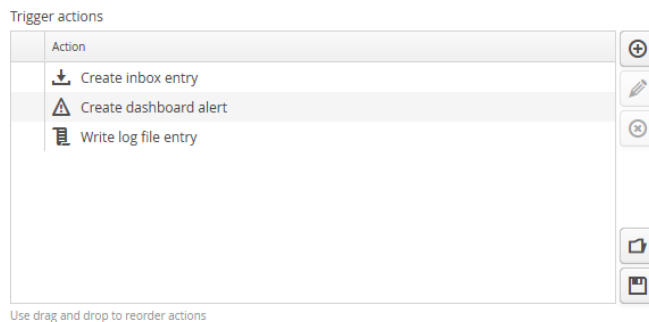 Trigger actions
Action
Create inbox entry
Create dashboard alert
Write log file entry
Use drag and drop to reorder actions